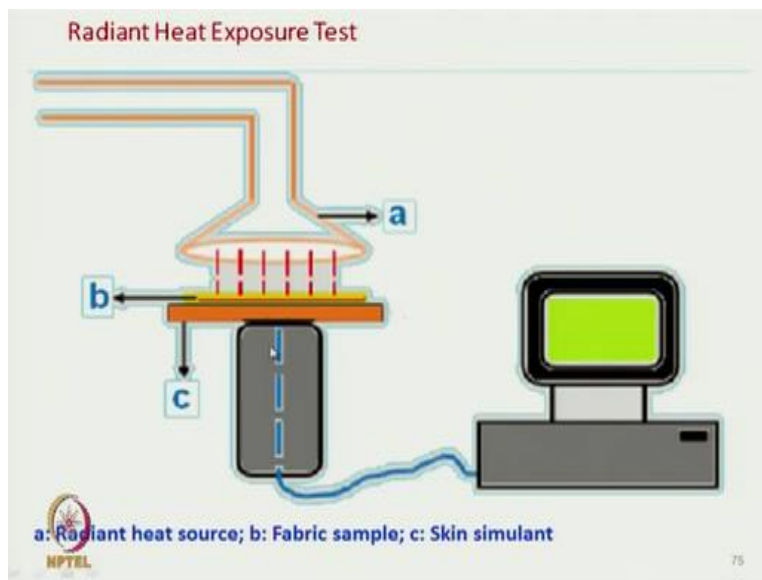 Radiant Heat Exposure Test
a
b
c
a: Radiant heat source; b: Fabric sample; c: Skin simulant
NPTEL
75